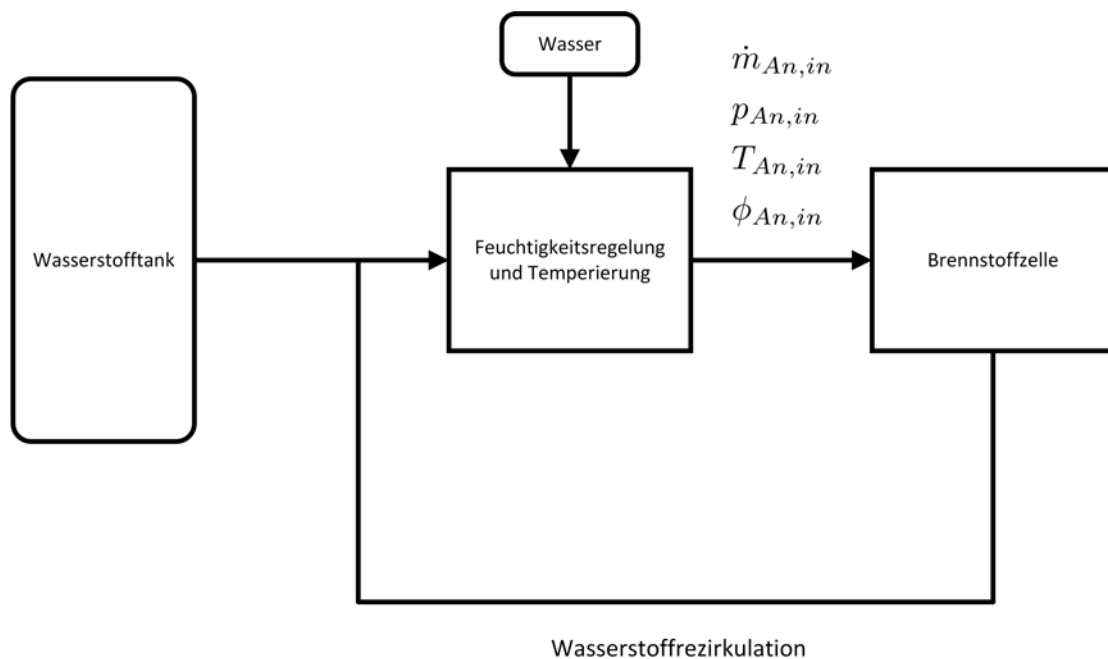 Wasser
ṁ_{An,in}
p_{An,in}
T_{An,in}
ϕ_{An,in}
Wasserstofftank
Feuchtigkeitsregelung
und Temperierung
Brennstoffzelle
Wasserstoffrezirkulation